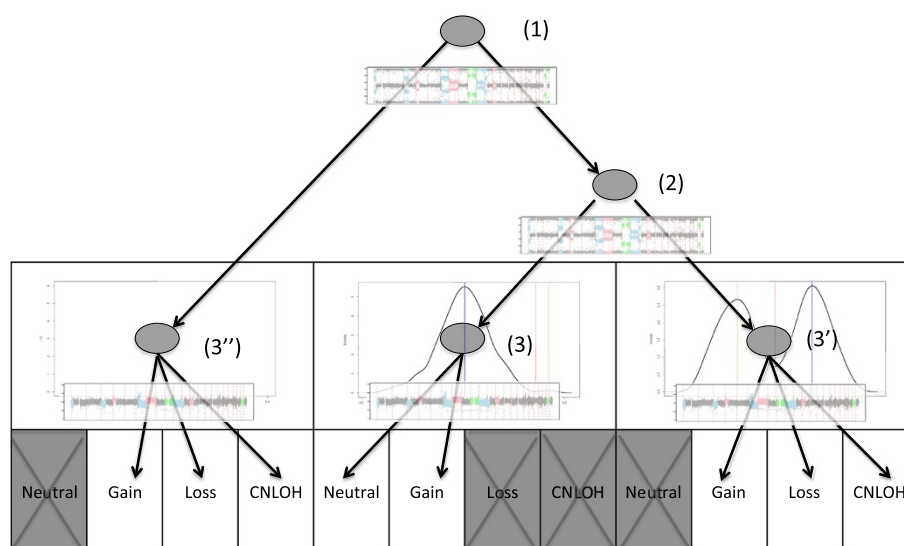 (1)
(2)
(3'')
(3)
(3')
Neutral
Gain
Loss
CNLOH
Neutral
Gain
Loss
CNLOH
Neutral
Gain
Loss
CNLOH